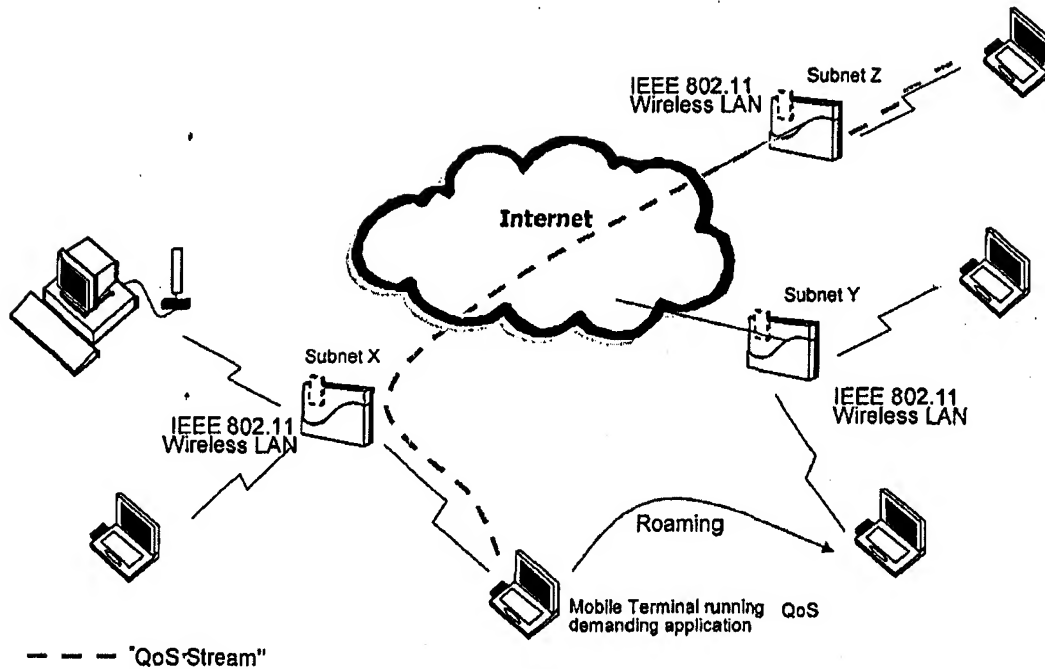 Subnet Z
IEEE 802.11
Wireless LAN
Internet
Subnet Y
Subnet X
IEEE 802.11
Wireless LAN
IEEE 802.11
Wireless LAN
Roaming
Mobile Terminal running QoS
demanding application
"QoS Stream"